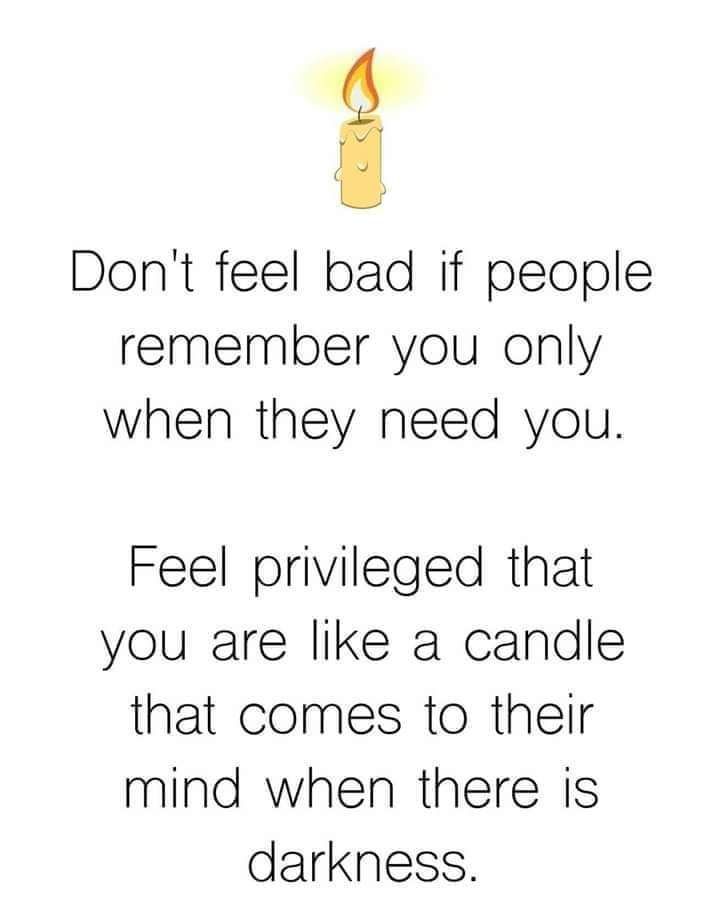 Don't feel bad if people
remember you only
when they need you.
Feel privileged that
you are like a candle
that comes to their
mind when there is
darkness.